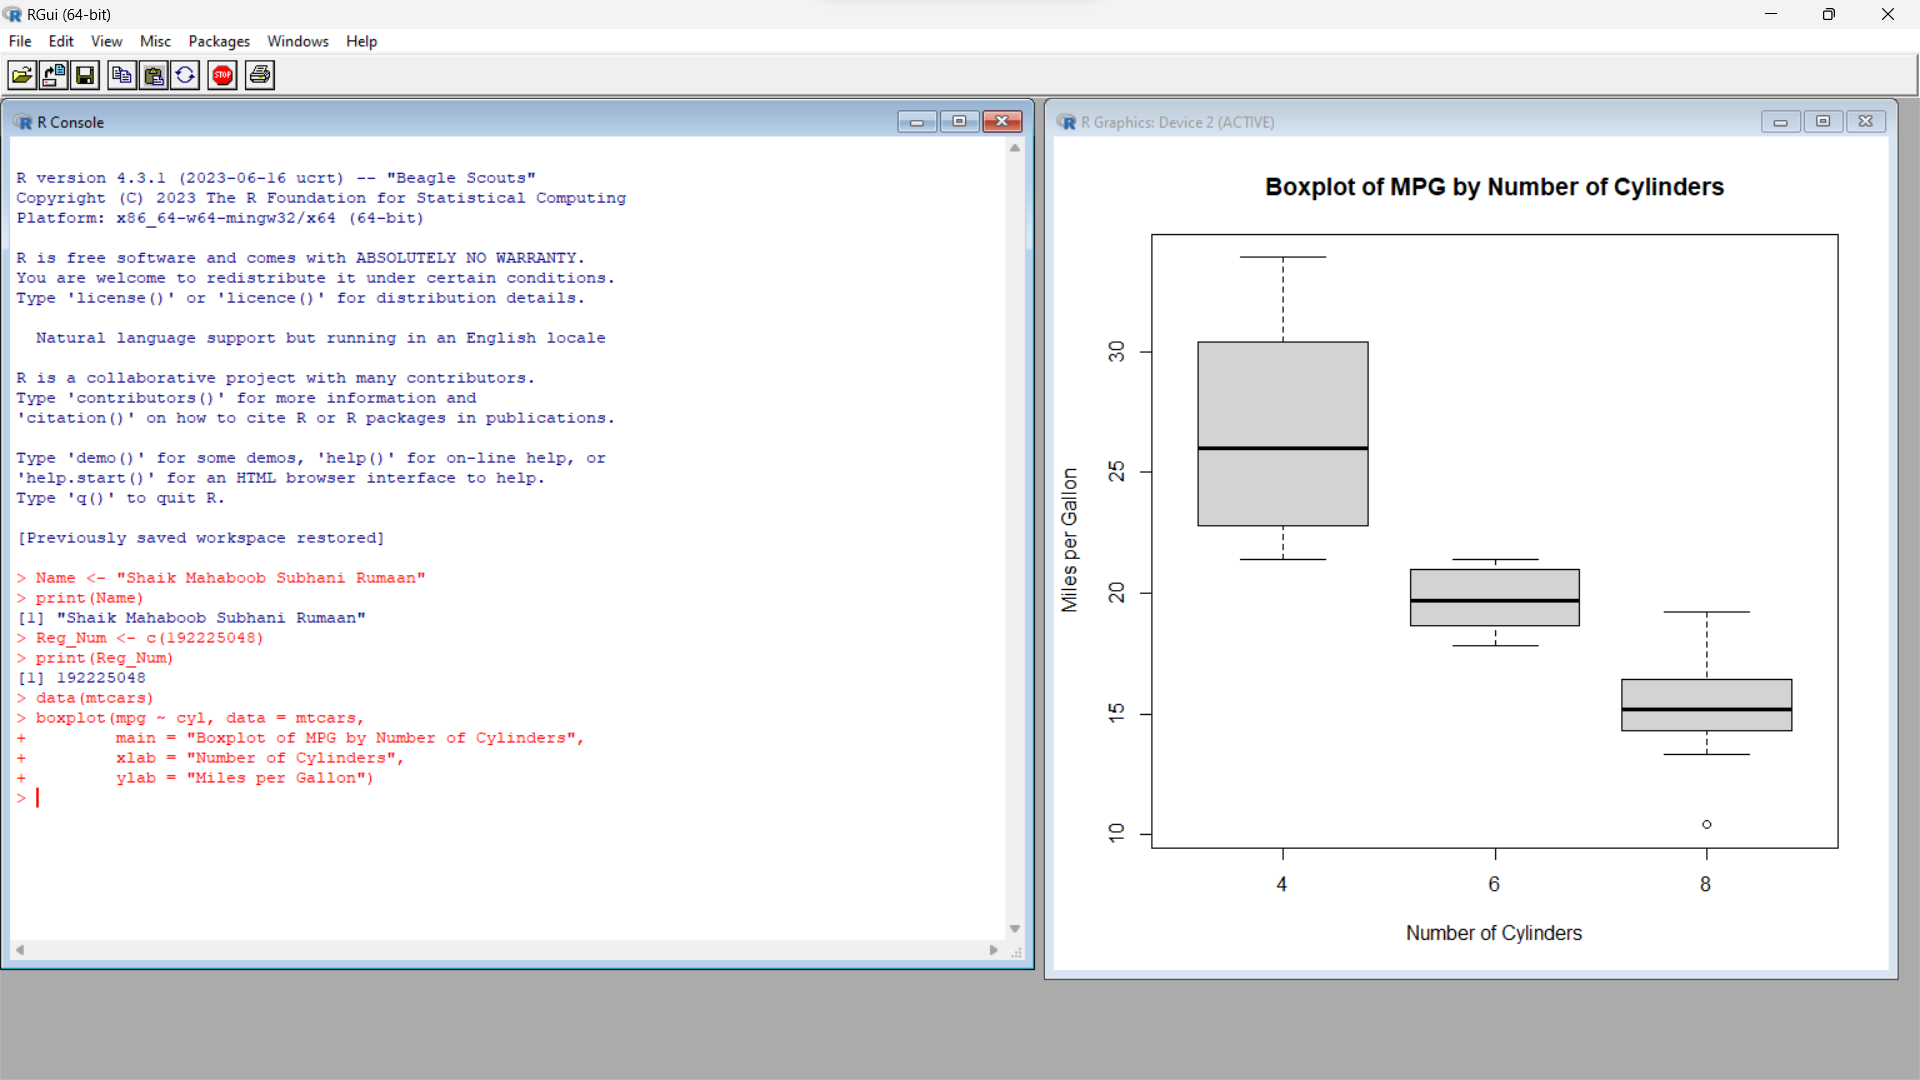 RGui (64-bit)
File Edit View Misc Packages Windows Help
STOP
R Console
R version 4.3.1 (2023-06-16 ucrt) -- "Beagle Scouts"
Copyright (C) 2023 The R Foundation for Statistical Computing
Platform: x86_64-w64-mingw32/x64 (64-bit)
R is free software and comes with ABSOLUTELY NO WARRANTY.
You are welcome to redistribute it under certain conditions.
Type 'license()' or 'licence()' for distribution details.
Natural language support but running in an English locale
R is a collaborative project with many contributors.
Type 'contributors()' for more information and
'citation()' on how to cite R or R packages in publications.
Type 'demo()' for some demos, 'help()' for on-line help, or
'help.start()' for an HTML browser interface to help.
Type 'q()' to quit R.
[Previously saved workspace restored]
> Name <- "Shaik Mahaboob Subhani Rumaan"
> print(Name)
[1] "Shaik Mahaboob Subhani Rumaan"
> Reg_Num <- c(192225048)
> print(Reg_Num)
[1] 192225048
> data(mtcars)
> boxplot(mpg ~ cyl, data = mtcars,
+         main = "Boxplot of MPG by Number of Cylinders",
+         xlab = "Number of Cylinders",
+         ylab = "Miles per Gallon")
>
R Graphics: Device 2 (ACTIVE)
Boxplot of MPG by Number of Cylinders
Miles per Gallon
30
25
20
15
10
4 6 8
Number of Cylinders